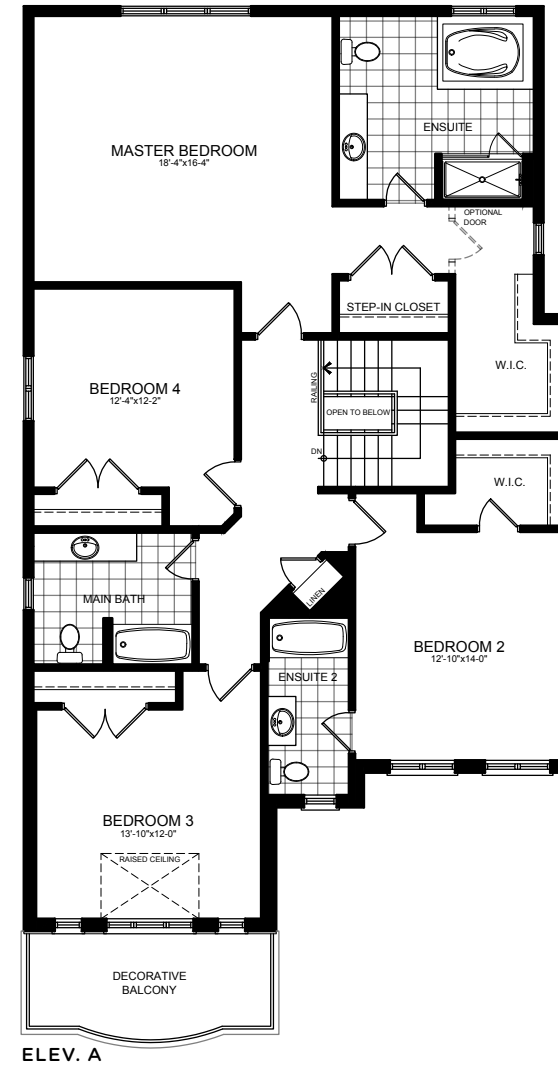 ENSUITE
MASTER BEDROOM
18'-4"x16'-4"
OPTIONAL
DOOR
STEP-IN CLOSET
W.I.C.
BEDROOM 4
12'-4"x12'-2"
RAILING
OPEN TO BELOW
DN
W.I.C.
MAIN BATH
LINEN
BEDROOM 2
12'-10"x14'-0"
ENSUITE 2
BEDROOM 3
13'-10"x12'-0"
RAISED CEILING
DECORATIVE
BALCONY
ELEV. A